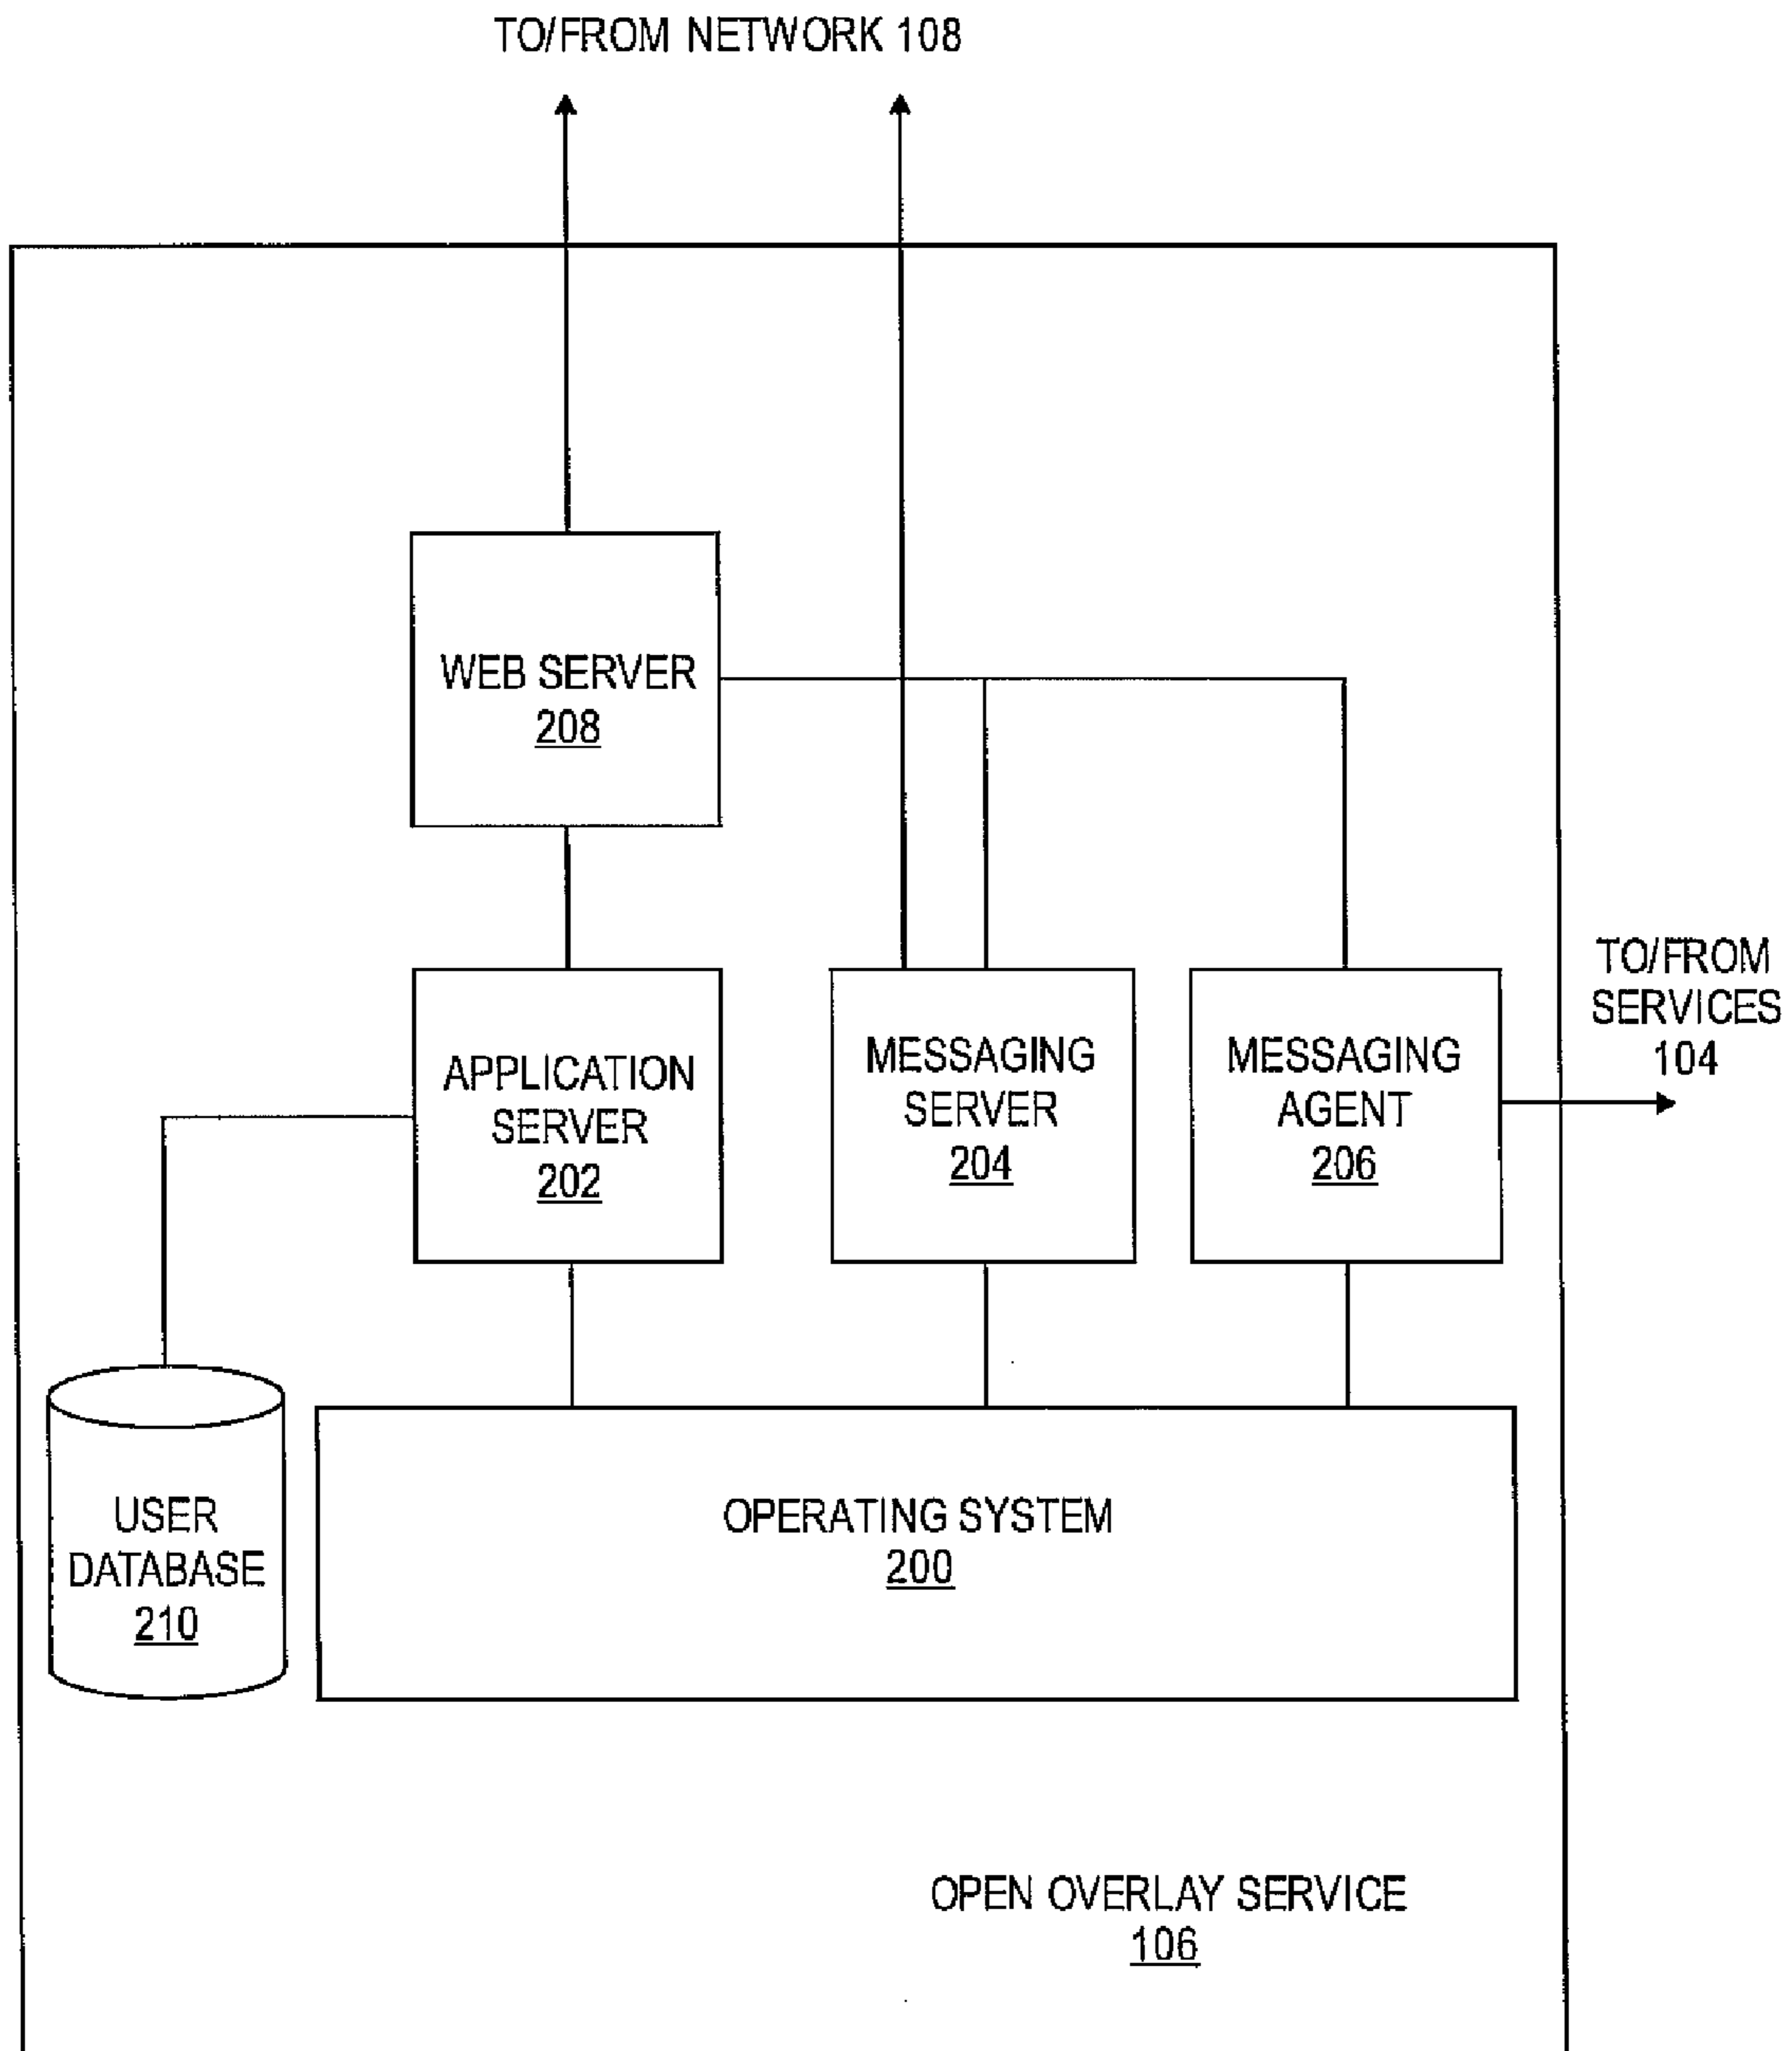 TO/FROM NETWORK 108
WEB SERVER
208
TO/FROM
SERVICES
104
APPLICATION
SERVER
202
MESSAGING
SERVER
204
MESSAGING
AGENT
206
USER
DATABASE
210
OPERATING SYSTEM
200
OPEN OVERLAY SERVICE
106